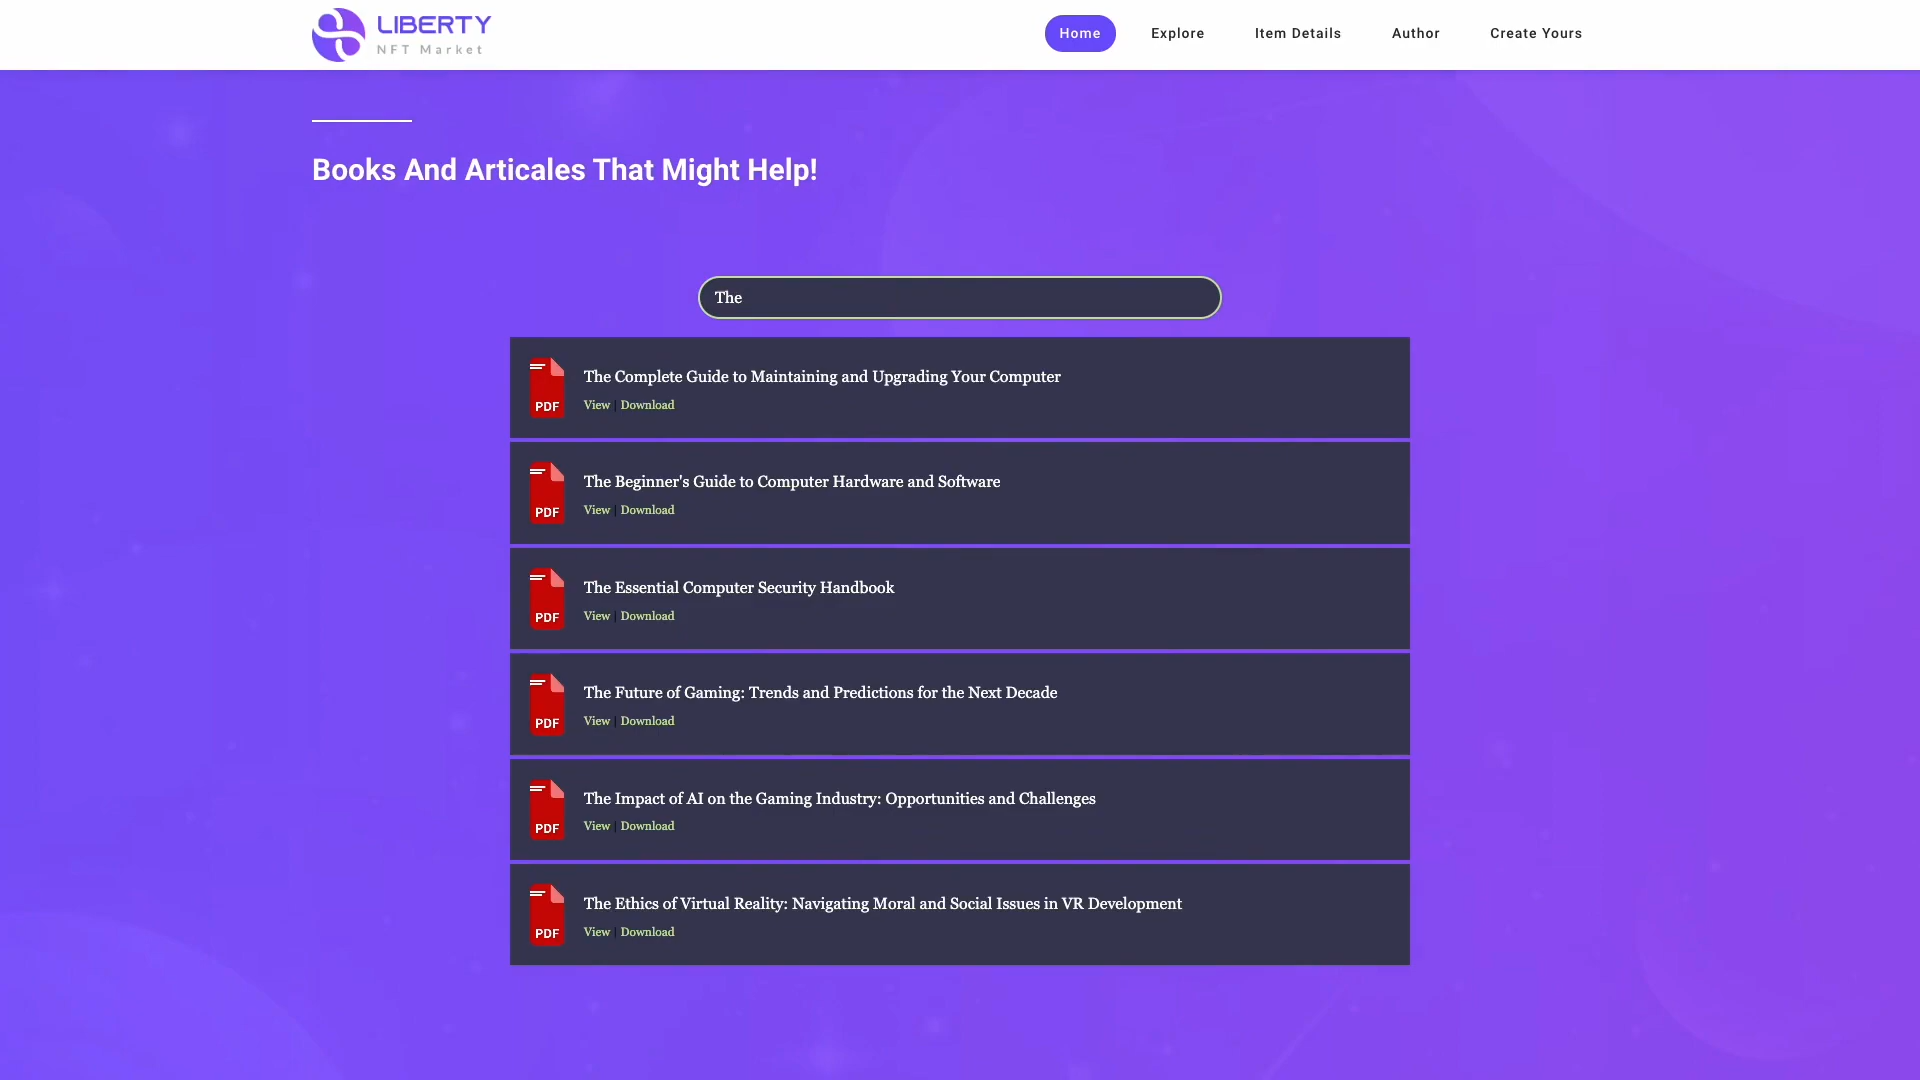 LIBERTY
NFT Market
Home
Explore
Item Details
Author
Create Yours
Books And Articales That Might Help!
The
PDF
The Complete Guide to Maintaining and Upgrading Your Computer
View | Download
PDF
The Beginner's Guide to Computer Hardware and Software
View | Download
PDF
The Essential Computer Security Handbook
View | Download
PDF
The Future of Gaming: Trends and Predictions for the Next Decade
View | Download
PDF
The Impact of AI on the Gaming Industry: Opportunities and Challenges
View | Download
PDF
The Ethics of Virtual Reality: Navigating Moral and Social Issues in VR Development
View | Download